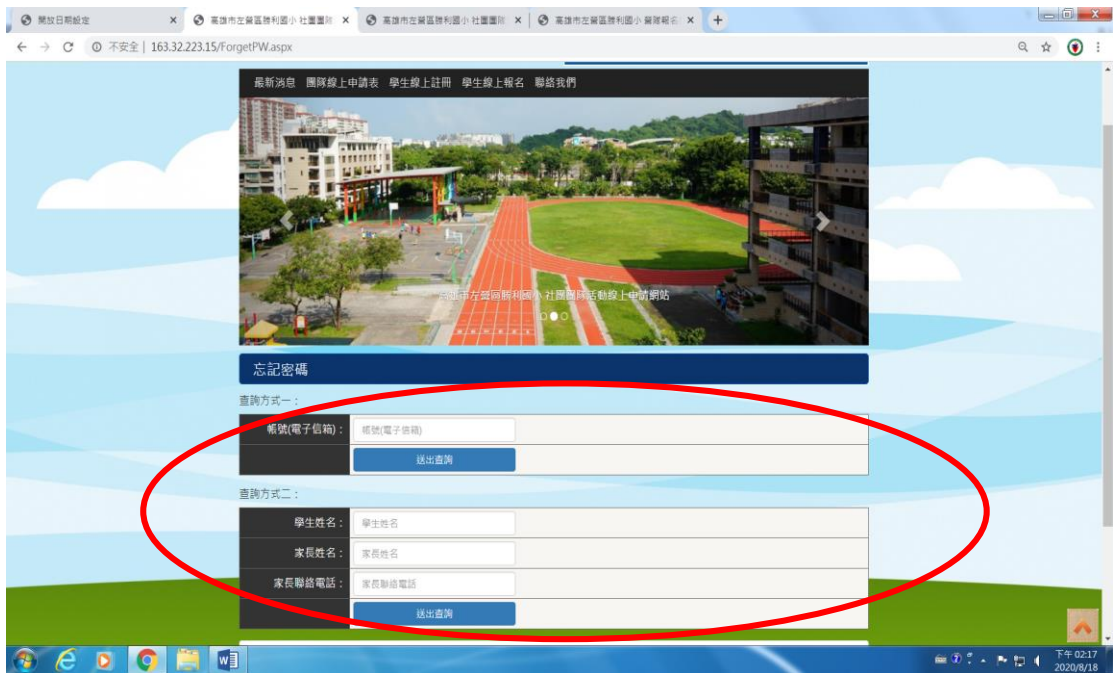 開放日期設定
高雄市左營區勝利國小 社團團隊
高雄市左營區勝利國小 社團團隊
高雄市左營區勝利國小 營隊報名
不安全 | 163.32.223.15/ForgetPW.aspx
最新消息 團隊線上申請表 學生線上註冊 學生線上報名 聯絡我們
高雄市左營區勝利國小 社團團隊活動線上申請網站
忘記密碼
查詢方式一：
帳號(電子信箱)： 帳號(電子信箱)
送出查詢
查詢方式二：
學生姓名： 學生姓名
家長姓名： 家長姓名
家長聯絡電話： 家長聯絡電話
送出查詢
下午 02:17
2020/8/18